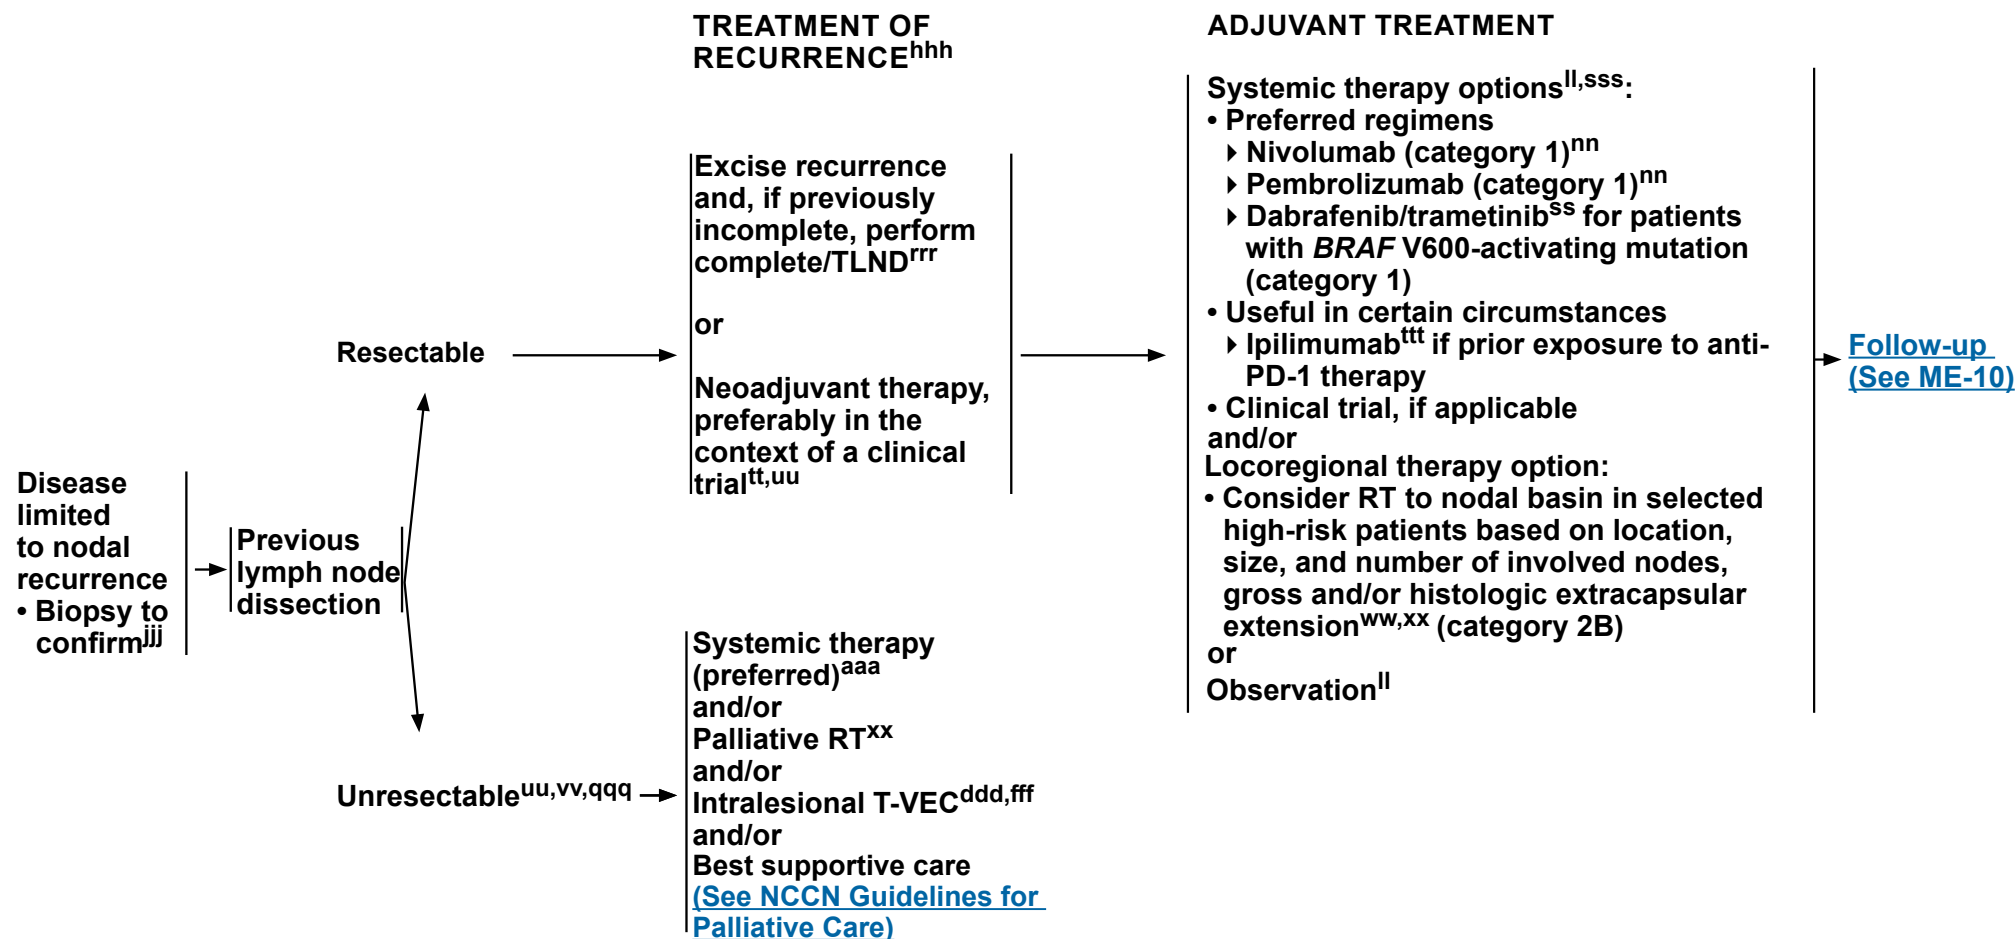 TREATMENT OF
RECURRENCEhhh
ADJUVANT TREATMENT
Disease
limited
to nodal
recurrence
• Biopsy to
confirmjjj
Previous
lymph node
dissection
Resectable
Excise recurrence
and, if previously
incomplete, perform
complete/TLNDrrr
or
Neoadjuvant therapy,
preferably in the
context of a clinical
trialtt,uu
Systemic therapy optionsll,sss:
• Preferred regimens
Nivolumab (category 1)nn
Pembrolizumab (category 1)nn
Dabrafenib/trametinibss for patients
with BRAF V600-activating mutation
(category 1)
• Useful in certain circumstances
Ipilimumabttt if prior exposure to anti-
PD-1 therapy
• Clinical trial, if applicable
and/or
Locoregional therapy option:
• Consider RT to nodal basin in selected
high-risk patients based on location,
size, and number of involved nodes,
gross and/or histologic extracapsular
extensionww,xx (category 2B)
or
Observationll
Follow-up
(See ME-10)
Unresectableuu,vv,qqq
Systemic therapy
(preferred)aaa
and/or
Palliative RTxx
and/or
Intralesional T-VECddd,fff
and/or
Best supportive care
(See NCCN Guidelines for
Palliative Care)